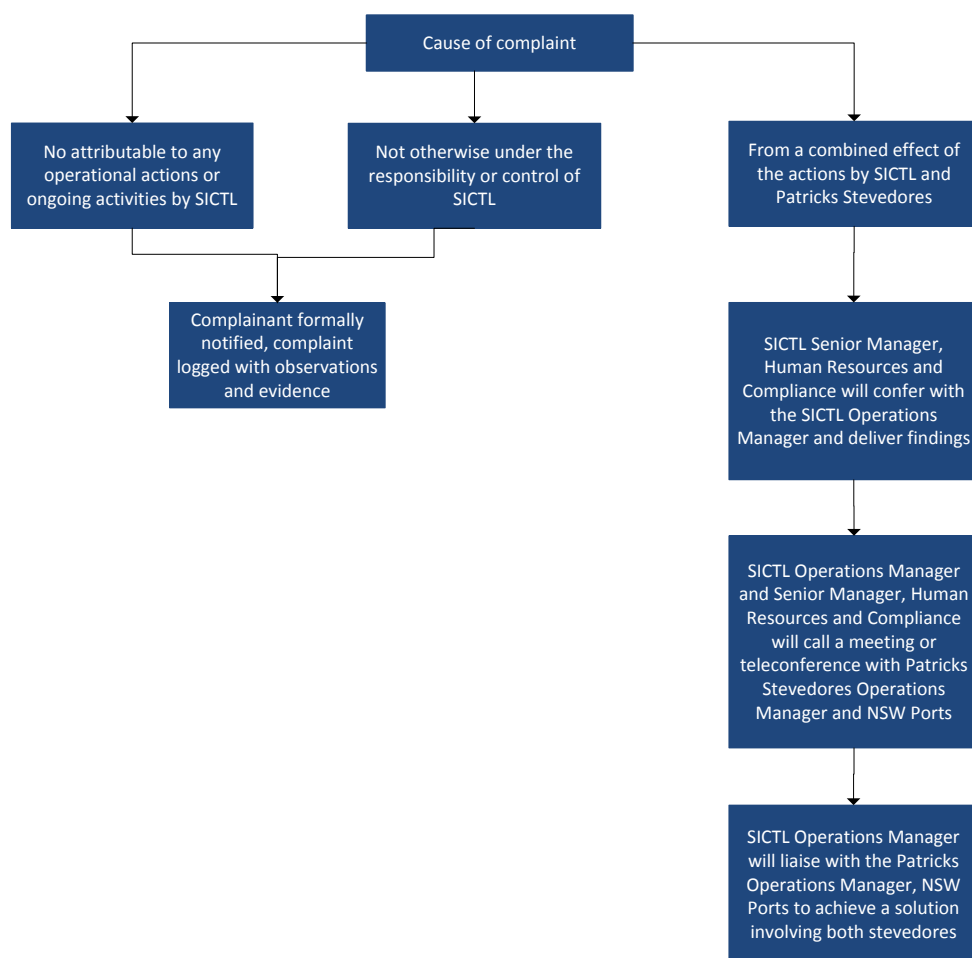 Cause of complaint
No attributable to any
operational actions or
ongoing activities by SICTL
Not otherwise under the
responsibility or control of
SICTL
From a combined effect of
the actions by SICTL and
Patricks Stevedores
Complainant formally
notified, complaint
logged with observations
and evidence
SICTL Senior Manager,
Human Resources and
Compliance will confer with
the SICTL Operations
Manager and deliver findings
SICTL Operations Manager
and Senior Manager, Human
Resources and Compliance
will call a meeting or
teleconference with Patricks
Stevedores Operations
Manager and NSW Ports
SICTL Operations Manager
will liaise with the Patricks
Operations Manager, NSW
Ports to achieve a solution
involving both stevedores